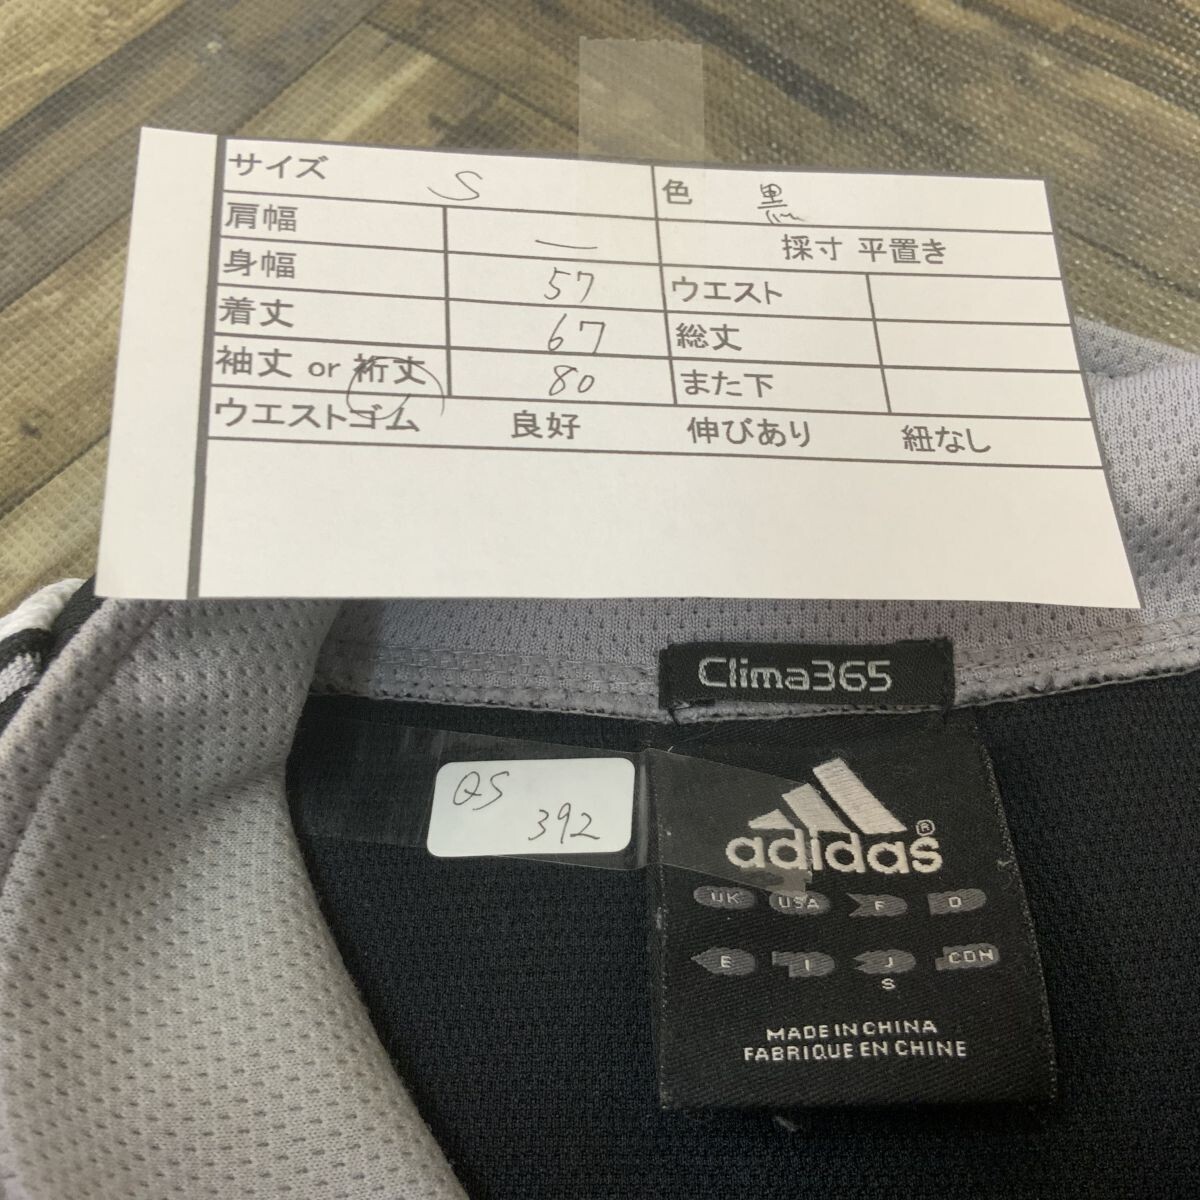 サイズ S 色 黒
肩幅 — 採寸 平置き
身幅 57 ウエスト
着丈 67 総丈
袖丈 or 裄丈 80 また下
ウエストゴム 良好 伸びあり 紐なし
Clima365
QS
392
adidas®
UK USA F D
E I J CDN
S
MADE IN CHINA
FABRIQUE EN CHINE